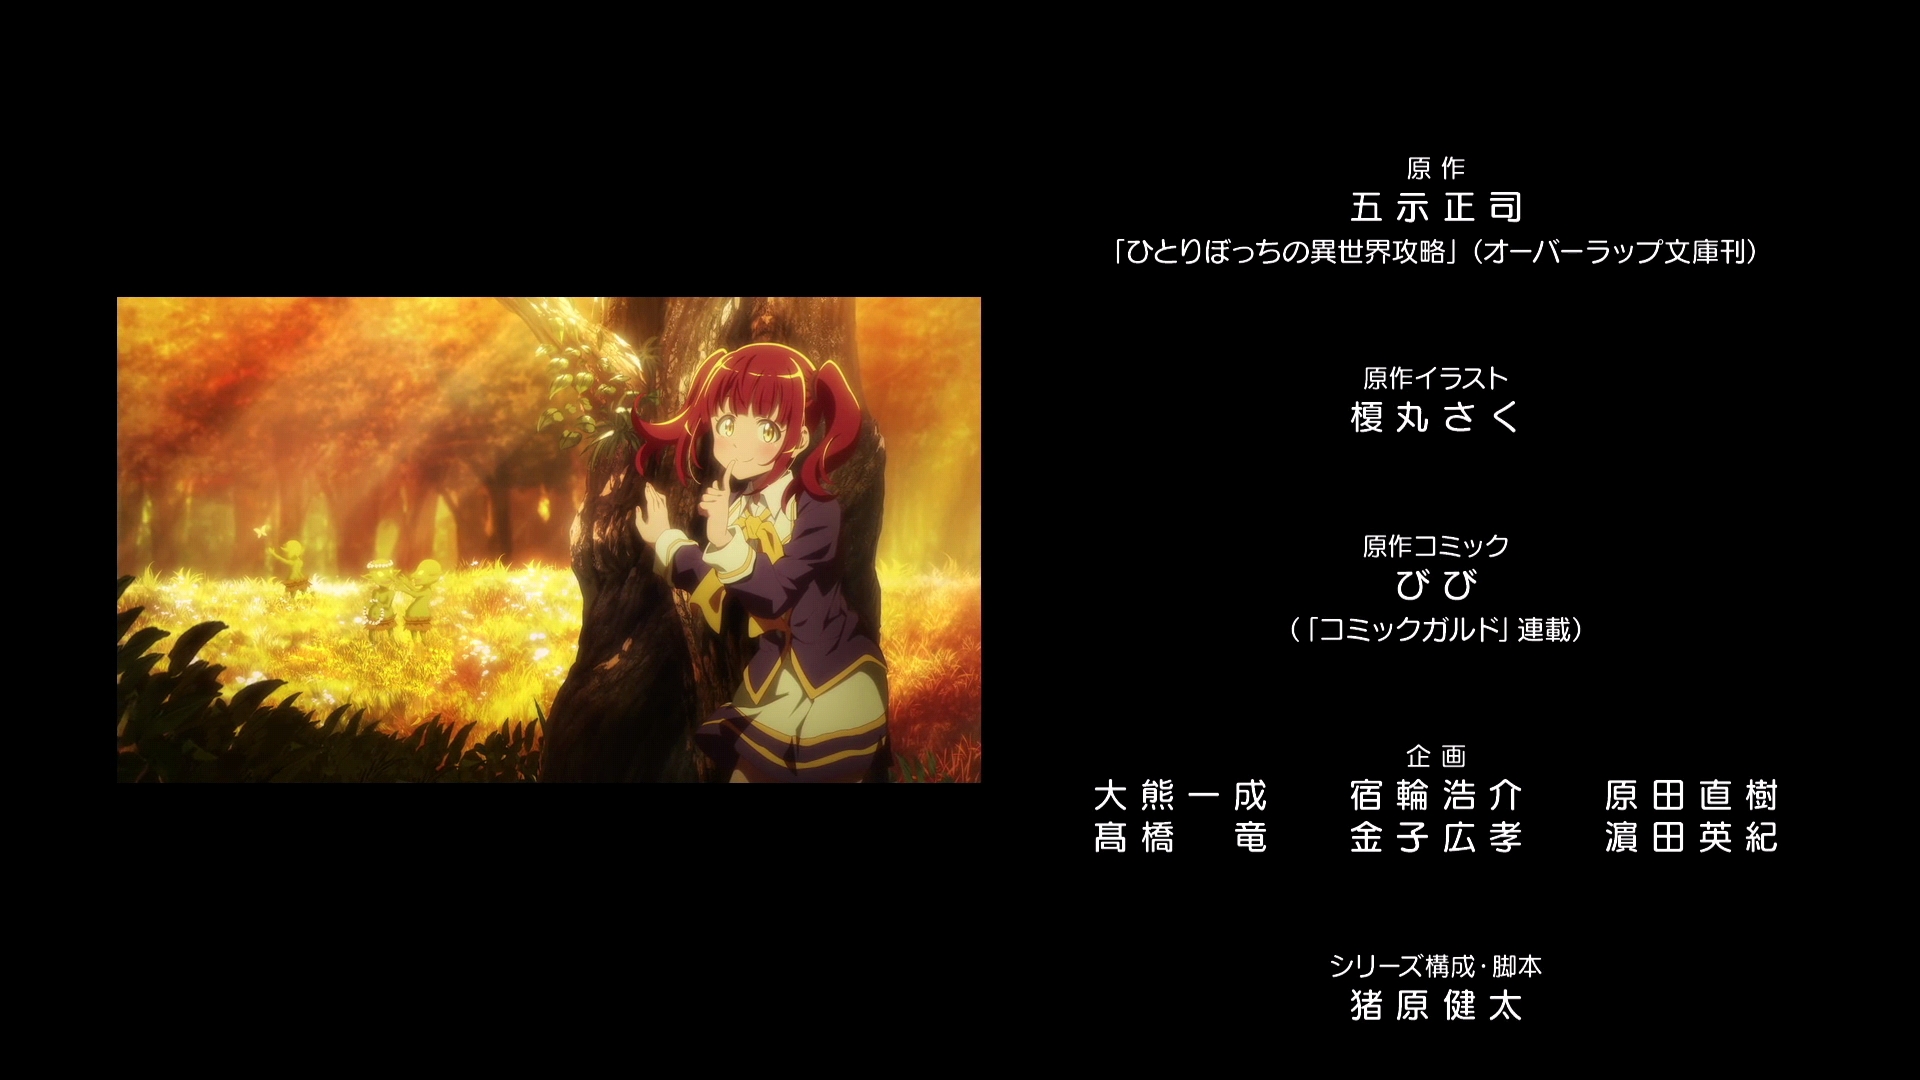 原作
五示正司
「ひとりぼっちの異世界攻略」（オーバーラップ文庫刊）
原作イラスト
榎丸さく
原作コミック
びび
（「コミックガルド」連載）
企画
大熊一成 宿輪浩介 原田直樹
髙橋 竜 金子広孝 濵田英紀
シリーズ構成・脚本
猪原健太